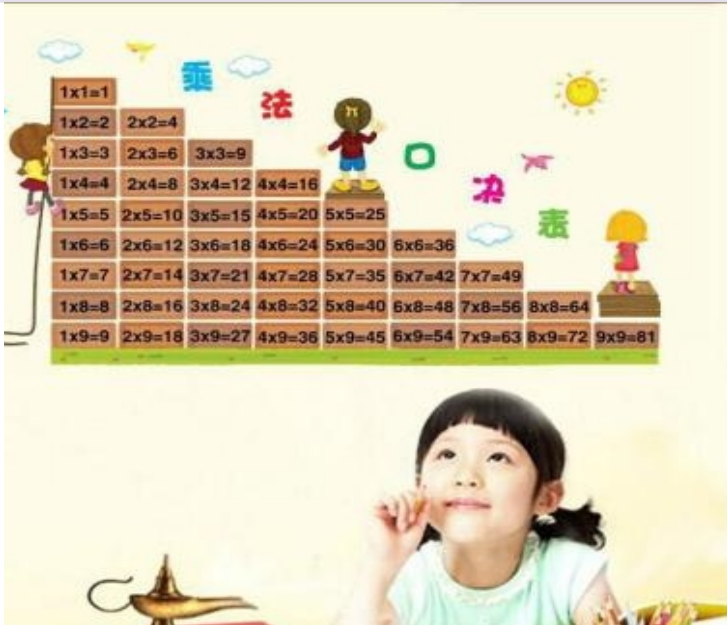 乘法口决表
1x1=1
1x2=2 2x2=4
1x3=3 2x3=6 3x3=9
1x4=4 2x4=8 3x4=12 4x4=16
1x5=5 2x5=10 3x5=15 4x5=20 5x5=25
1x6=6 2x6=12 3x6=18 4x6=24 5x6=30 6x6=36
1x7=7 2x7=14 3x7=21 4x7=28 5x7=35 6x7=42 7x7=49
1x8=8 2x8=16 3x8=24 4x8=32 5x8=40 6x8=48 7x8=56 8x8=64
1x9=9 2x9=18 3x9=27 4x9=36 5x9=45 6x9=54 7x9=63 8x9=72 9x9=81